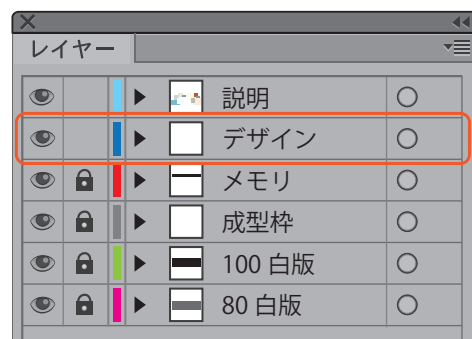 レイヤー
説明
デザイン
メモリ
成型枠
100 白版
80 白版